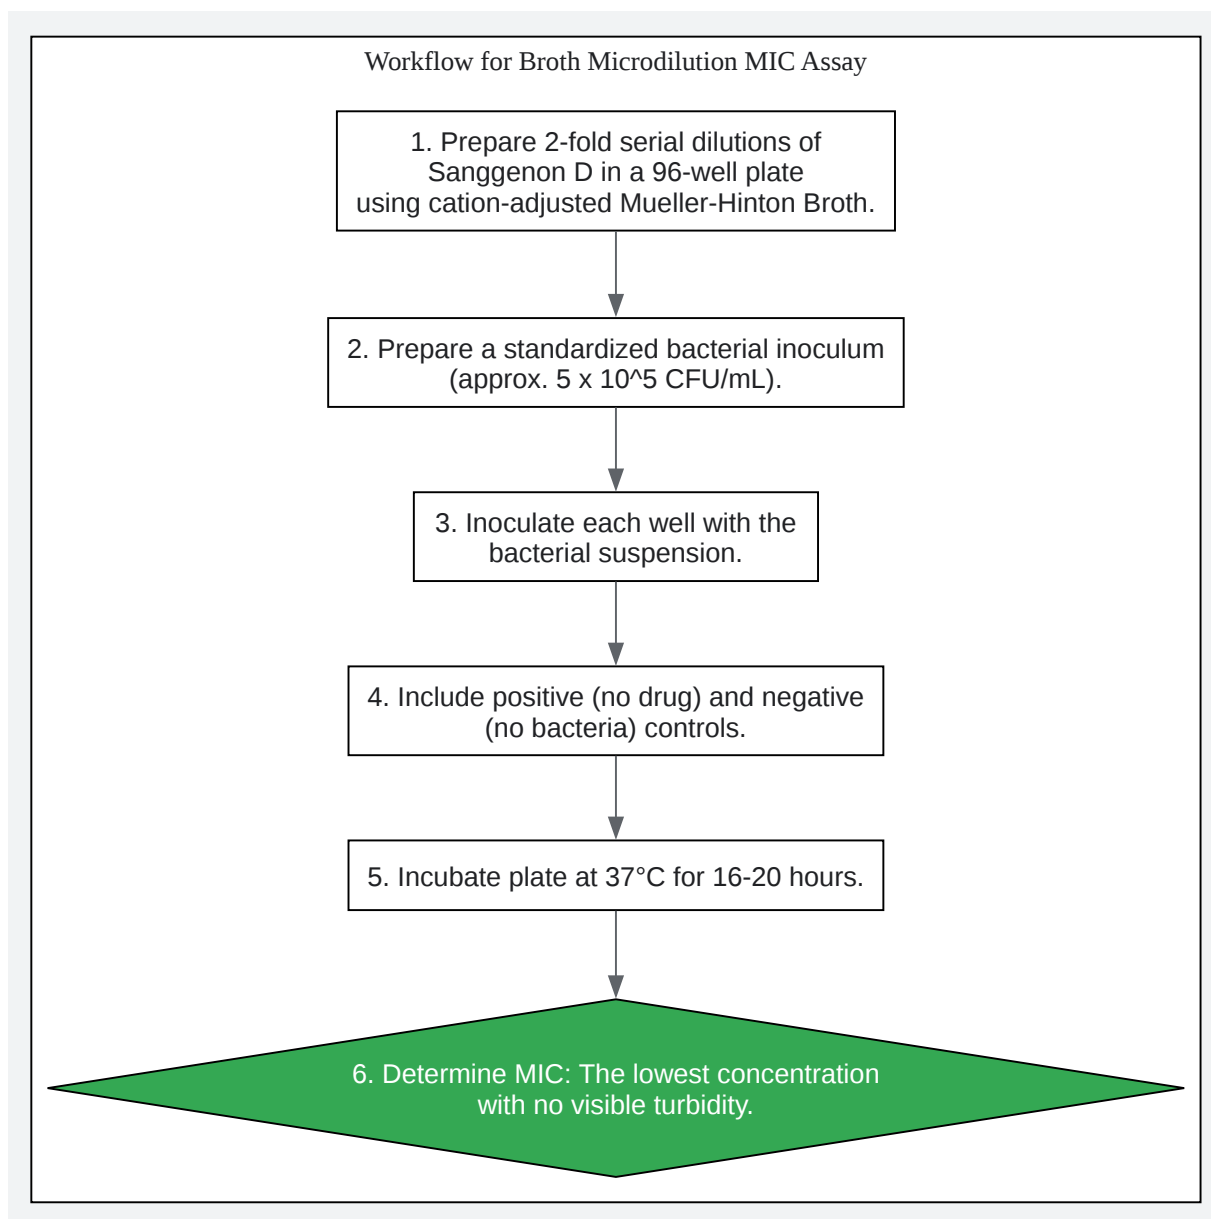 Workflow for Broth Microdilution MIC Assay
1. Prepare 2-fold serial dilutions of
Sanggenon D in a 96-well plate
using cation-adjusted Mueller-Hinton Broth.
2. Prepare a standardized bacterial inoculum
(approx. 5 x 10^5 CFU/mL).
3. Inoculate each well with the
bacterial suspension.
4. Include positive (no drug) and negative
(no bacteria) controls.
5. Incubate plate at 37°C for 16-20 hours.
6. Determine MIC: The lowest concentration
with no visible turbidity.